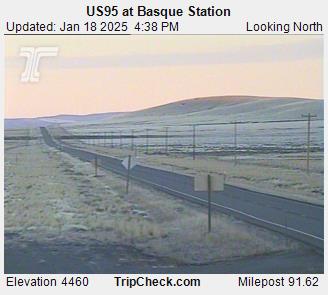 US95 at Basque Station
Updated: Jan 18 2025 4:38 PM Looking North
Elevation 4460 TripCheck.com Milepost 91.62